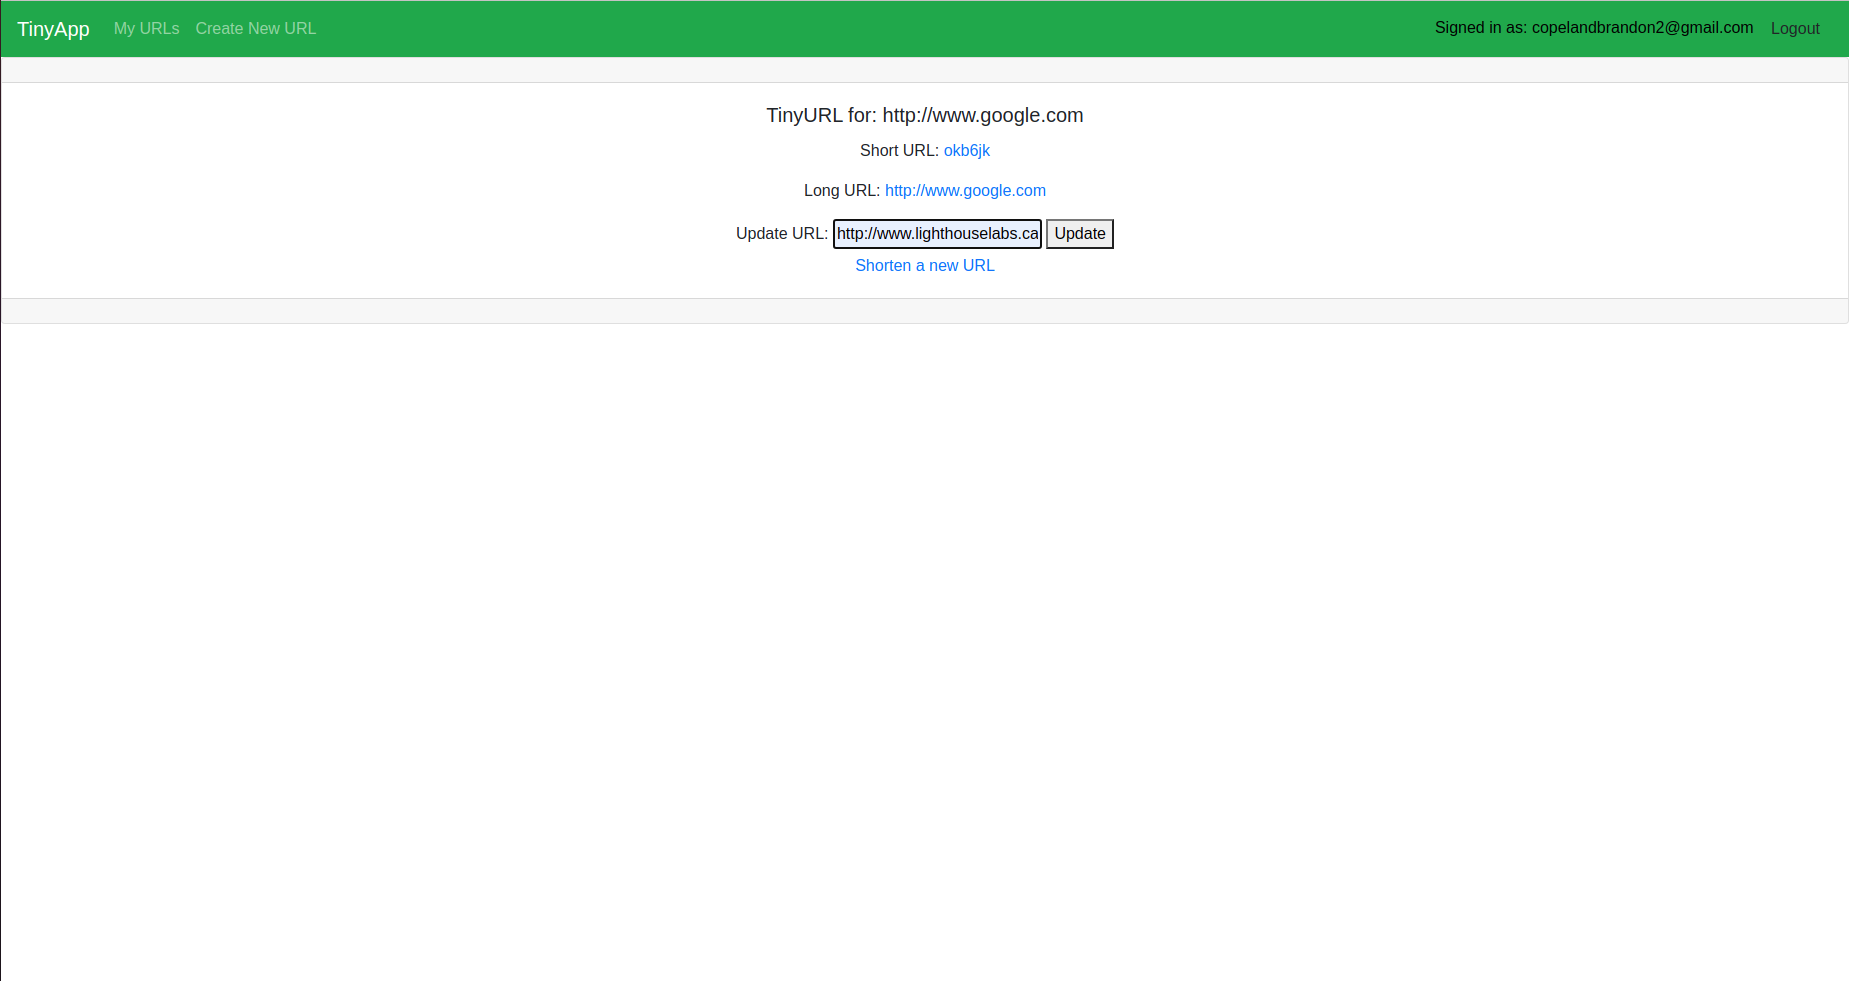 TinyApp My URLs Create New URL Signed in as: copelandbrandon2@gmail.com Logout
TinyURL for: http://www.google.com
Short URL: okb6jk
Long URL: http://www.google.com
Update URL: http://www.lighthouselabs.ca Update
Shorten a new URL